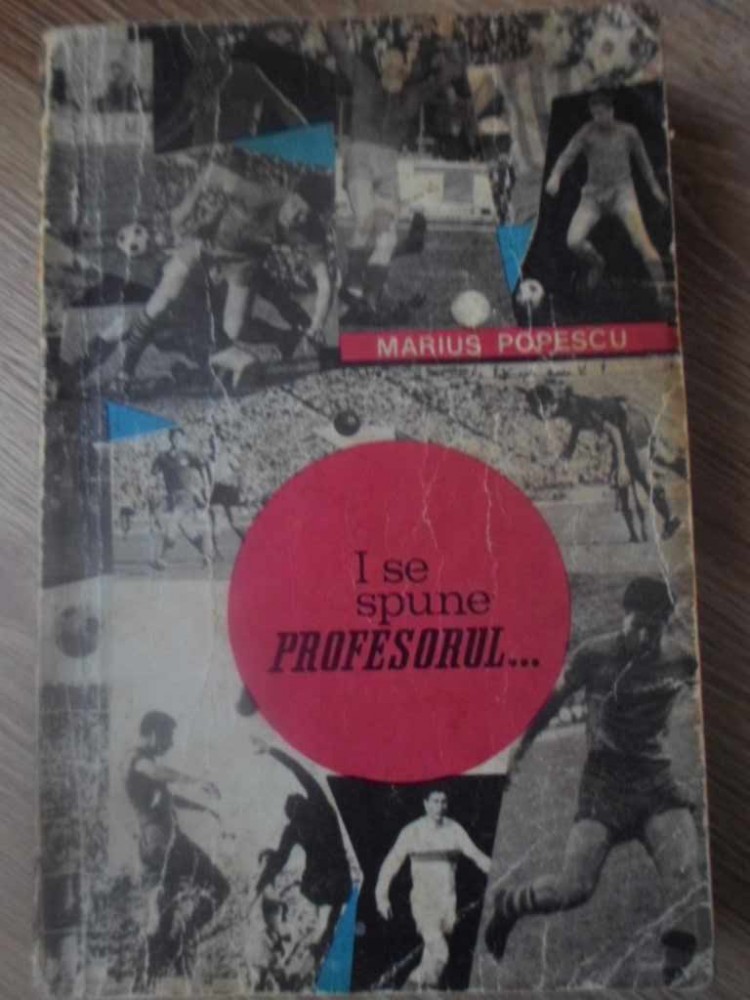 MARIUS POPESCU
I se
spune
PROFESORUL...